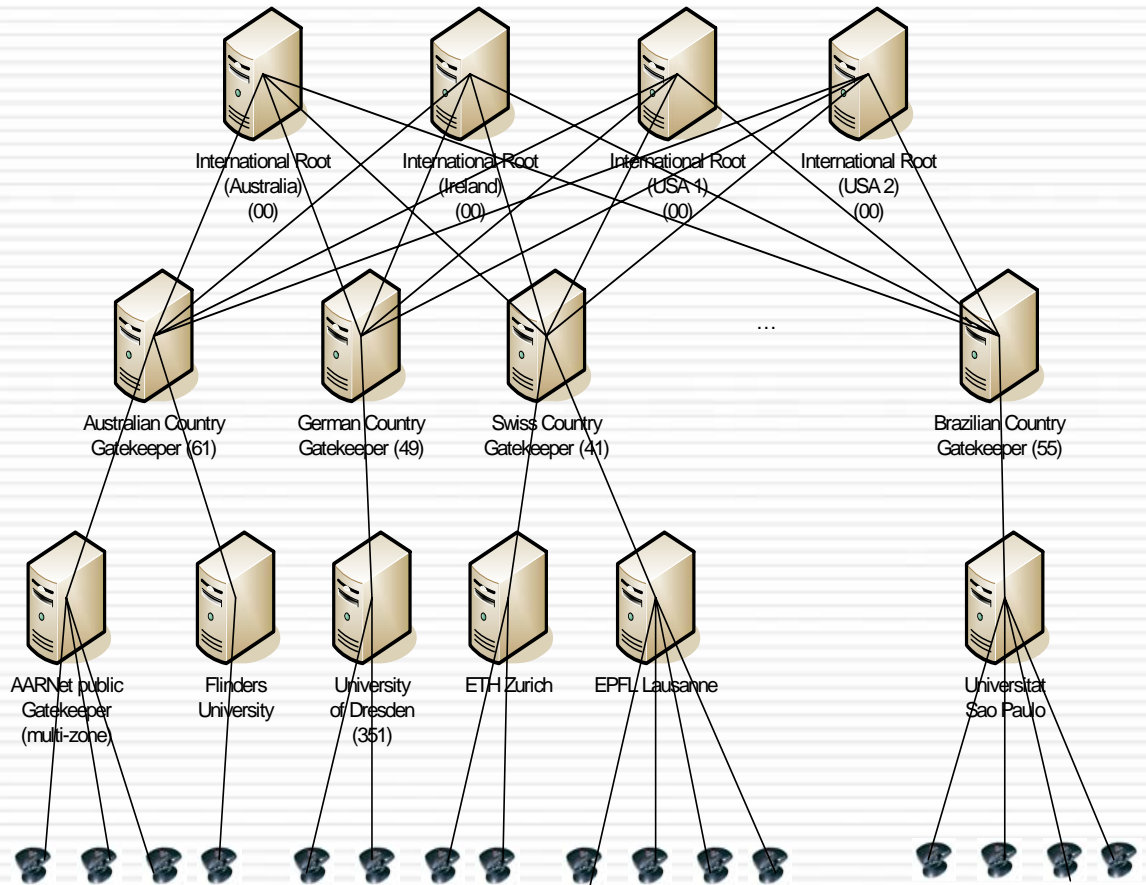 International Root
(Australia)
(00)
International Root
(Ireland)
(00)
International Root
(USA 1)
(00)
International Root
(USA 2)
(00)
...
Australian Country
Gatekeeper (61)
German Country
Gatekeeper (49)
Swiss Country
Gatekeeper (41)
Brazilian Country
Gatekeeper (55)
AARNet public
Gatekeeper
(multi-zone)
Flinders
University
University
of Dresden
(351)
ETH Zurich
EPFL Lausanne
Universitat
Sao Paulo